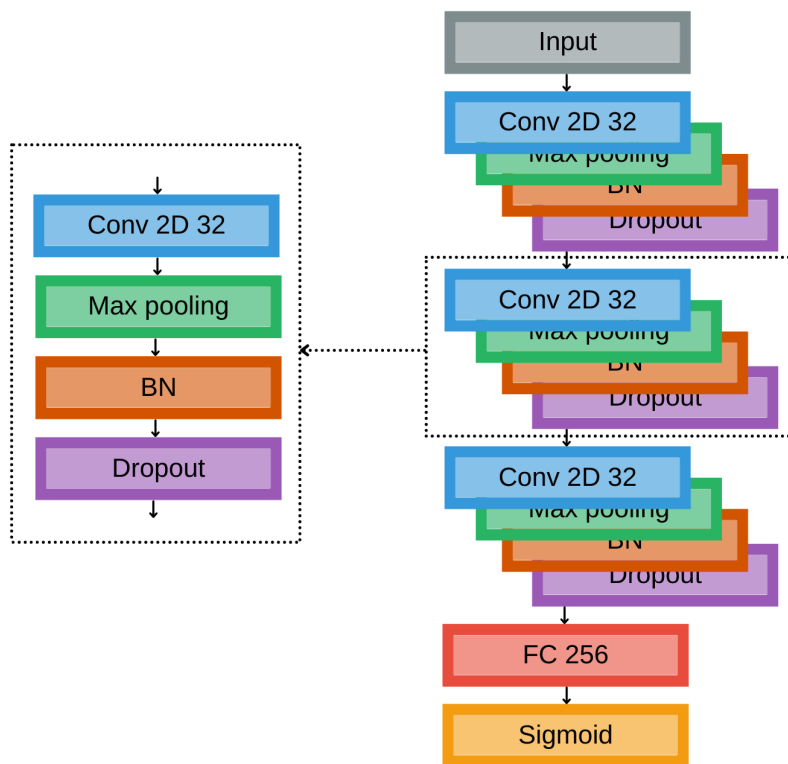 Input
Conv 2D 32
Max pooling
BN
Dropout
Conv 2D 32
Max pooling
BN
Dropout
Conv 2D 32
Max pooling
BN
Dropout
Conv 2D 32
Max pooling
BN
Dropout
FC 256
Sigmoid